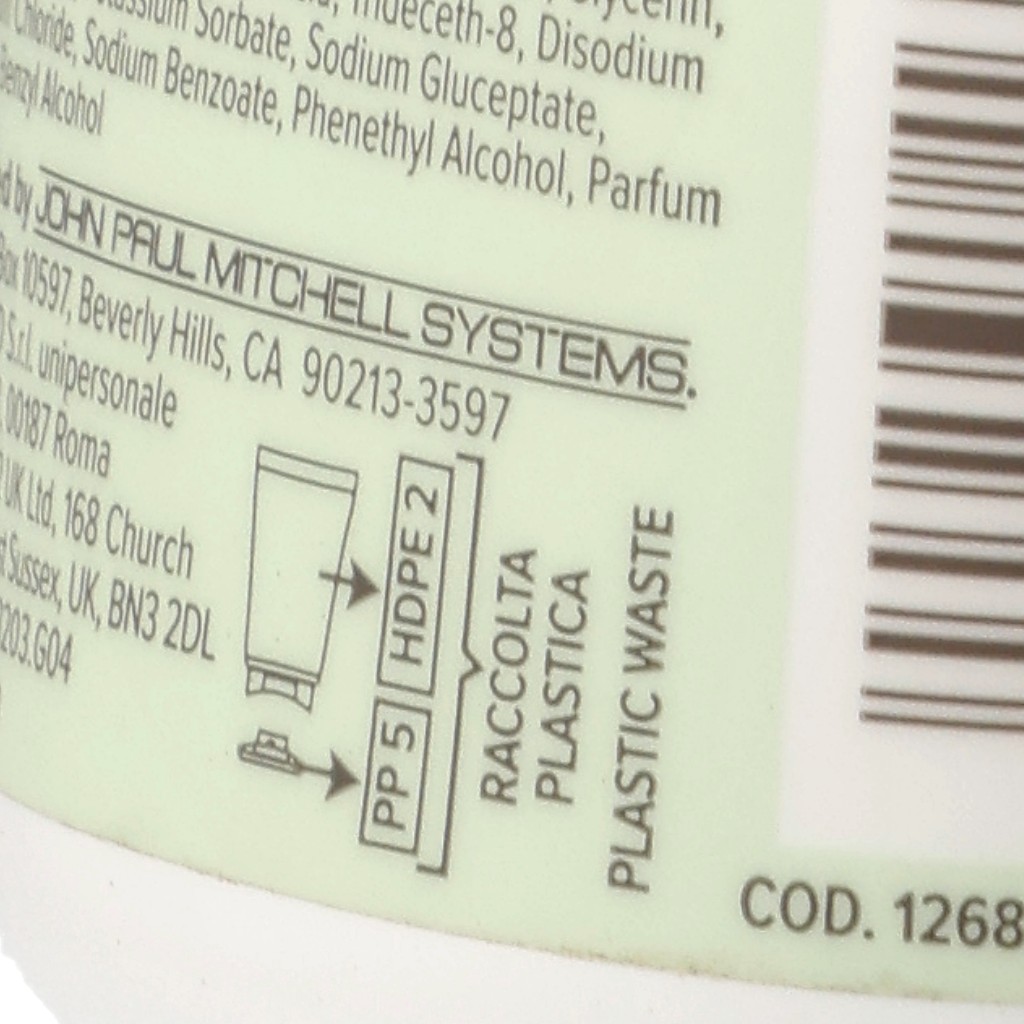 Glycerin,
Trideceth-8, Disodium
Potassium Sorbate, Sodium Gluceptate,
Chloride, Sodium Benzoate, Phenethyl Alcohol, Parfum
Benzyl Alcohol
by JOHN PAUL MITCHELL SYSTEMS.
Box 10597, Beverly Hills, CA 90213-3597
S.r.l. unipersonale
00187 Roma
UK Ltd, 168 Church
Sussex, UK, BN3 2DL
203.G04
HDPE 2
PP 5
RACCOLTA
PLASTICA
PLASTIC WASTE
COD. 1268